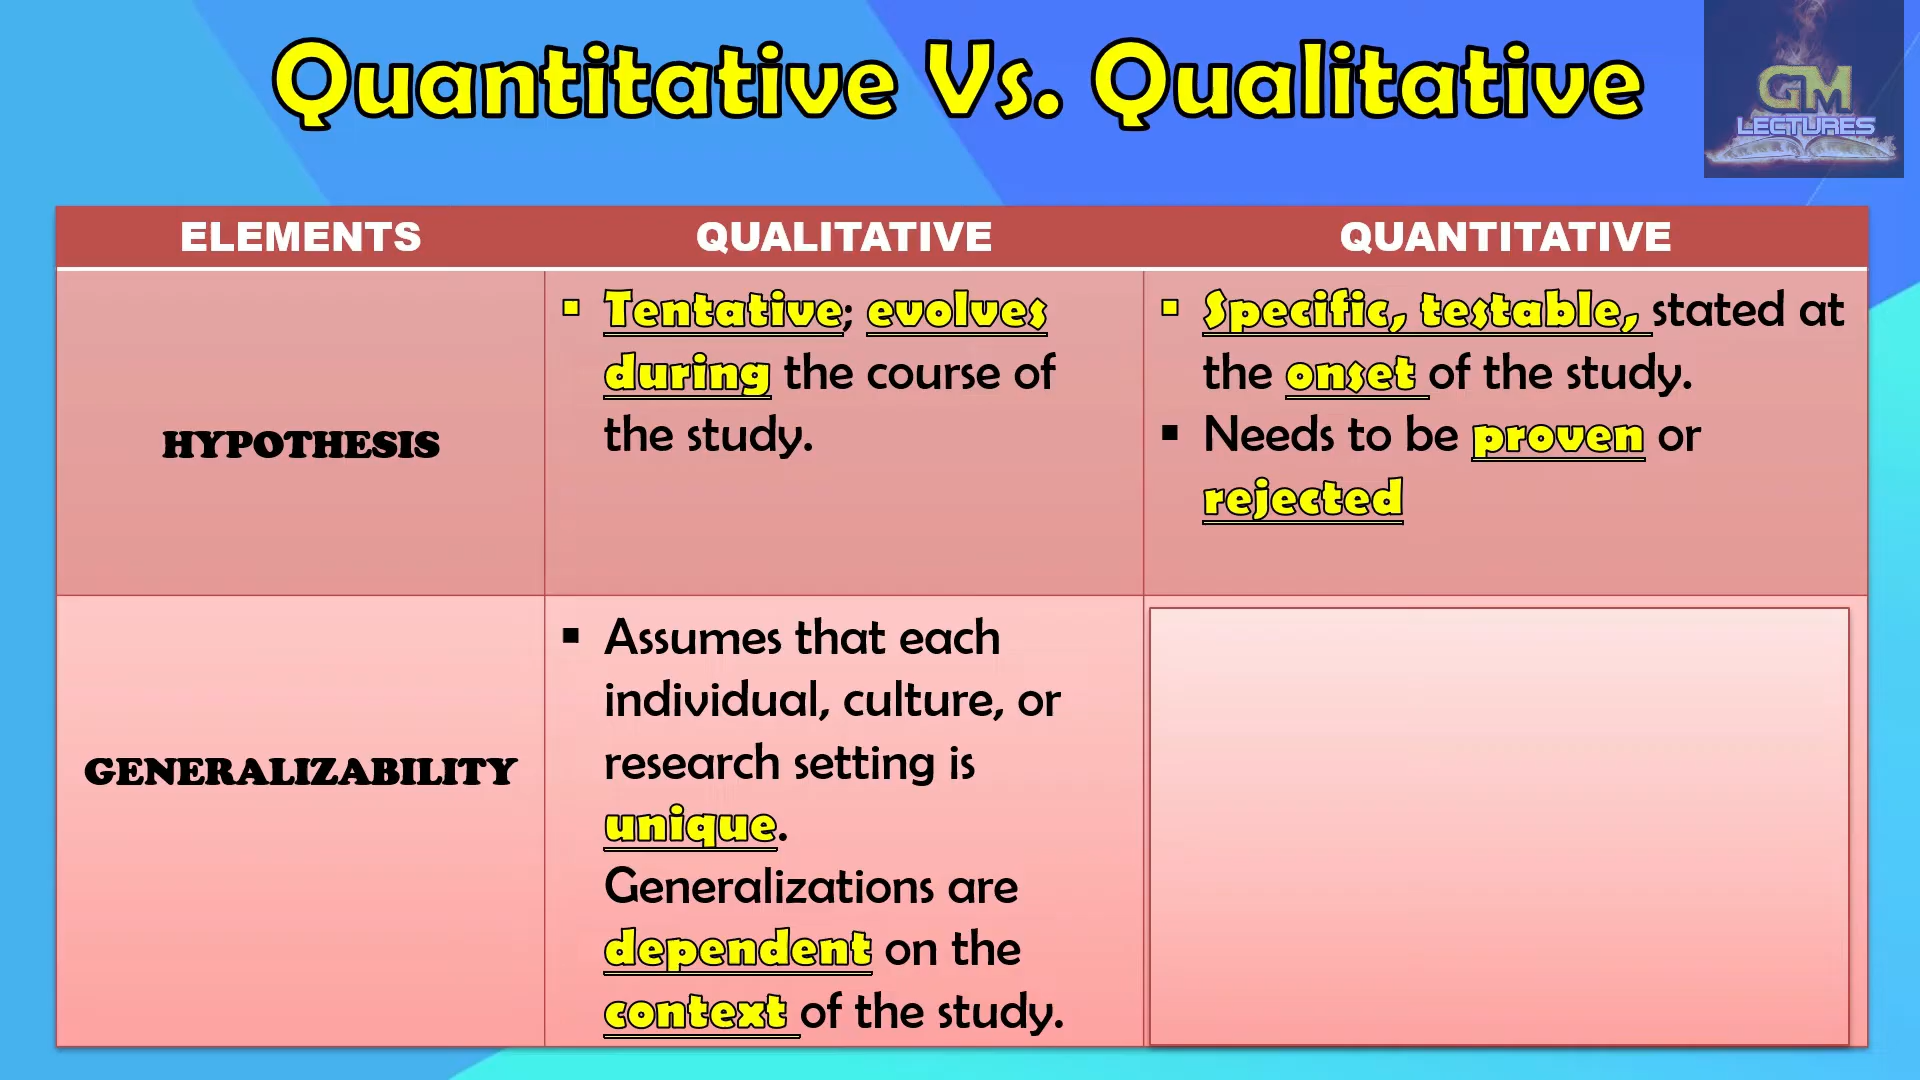 Quantitative Vs. Qualitative
GM
LECTURES
ELEMENTS
QUALITATIVE
QUANTITATIVE
HYPOTHESIS
▪ Tentative; evolves
during the course of
the study.
▪ Specific, testable, stated at
the onset of the study.
▪ Needs to be proven or
rejected
GENERALIZABILITY
▪ Assumes that each
individual, culture, or
research setting is
unique.
Generalizations are
dependent on the
context of the study.